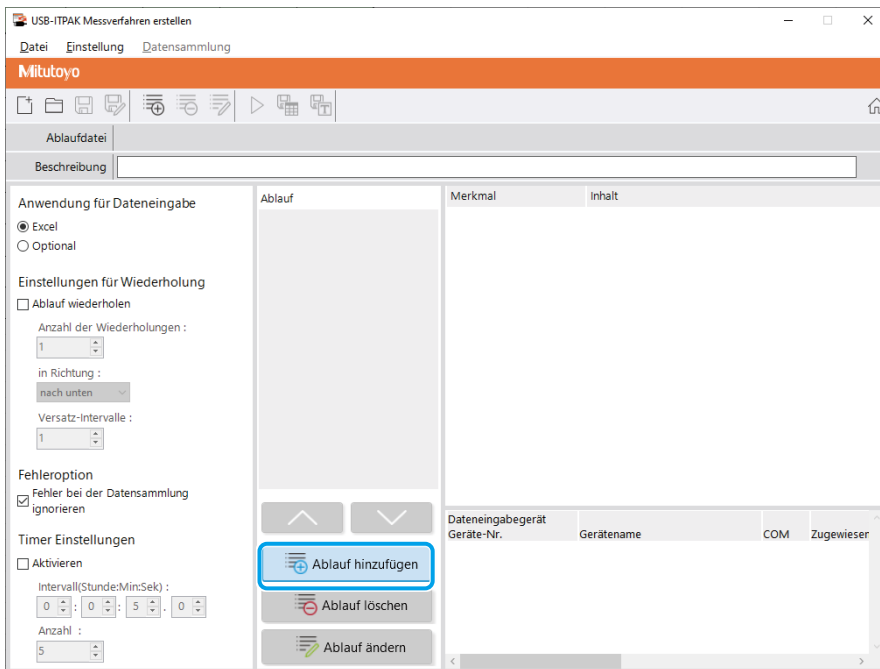 USB-ITPAK Messverfahren erstellen
Datei Einstellung Datensammlung
Mitutoyo
Ablaufdatei
Beschreibung
Anwendung für Dateneingabe
Excel
Optional
Einstellungen für Wiederholung
Ablauf wiederholen
Anzahl der Wiederholungen :
1
in Richtung :
nach unten
Versatz-Intervalle :
1
Fehleroption
Fehler bei der Datensammlung
ignorieren
Timer Einstellungen
Aktivieren
Intervall(Stunde:Min:Sek) :
0 : 0 : 5 . 0
Anzahl :
5
Ablauf
Ablauf hinzufügen
Ablauf löschen
Ablauf ändern
Merkmal Inhalt
Dateneingabegerät
Geräte-Nr. Gerätename COM Zugewiesen